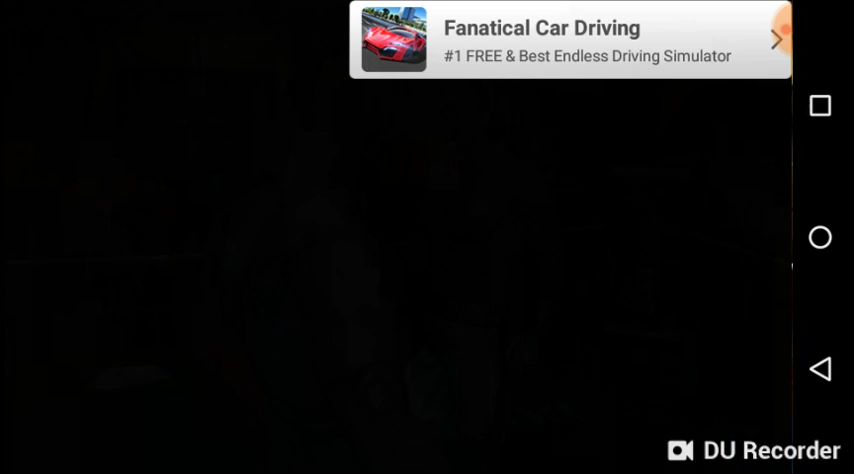 Fanatical Car Driving
#1 FREE & Best Endless Driving Simulator
DU Recorder